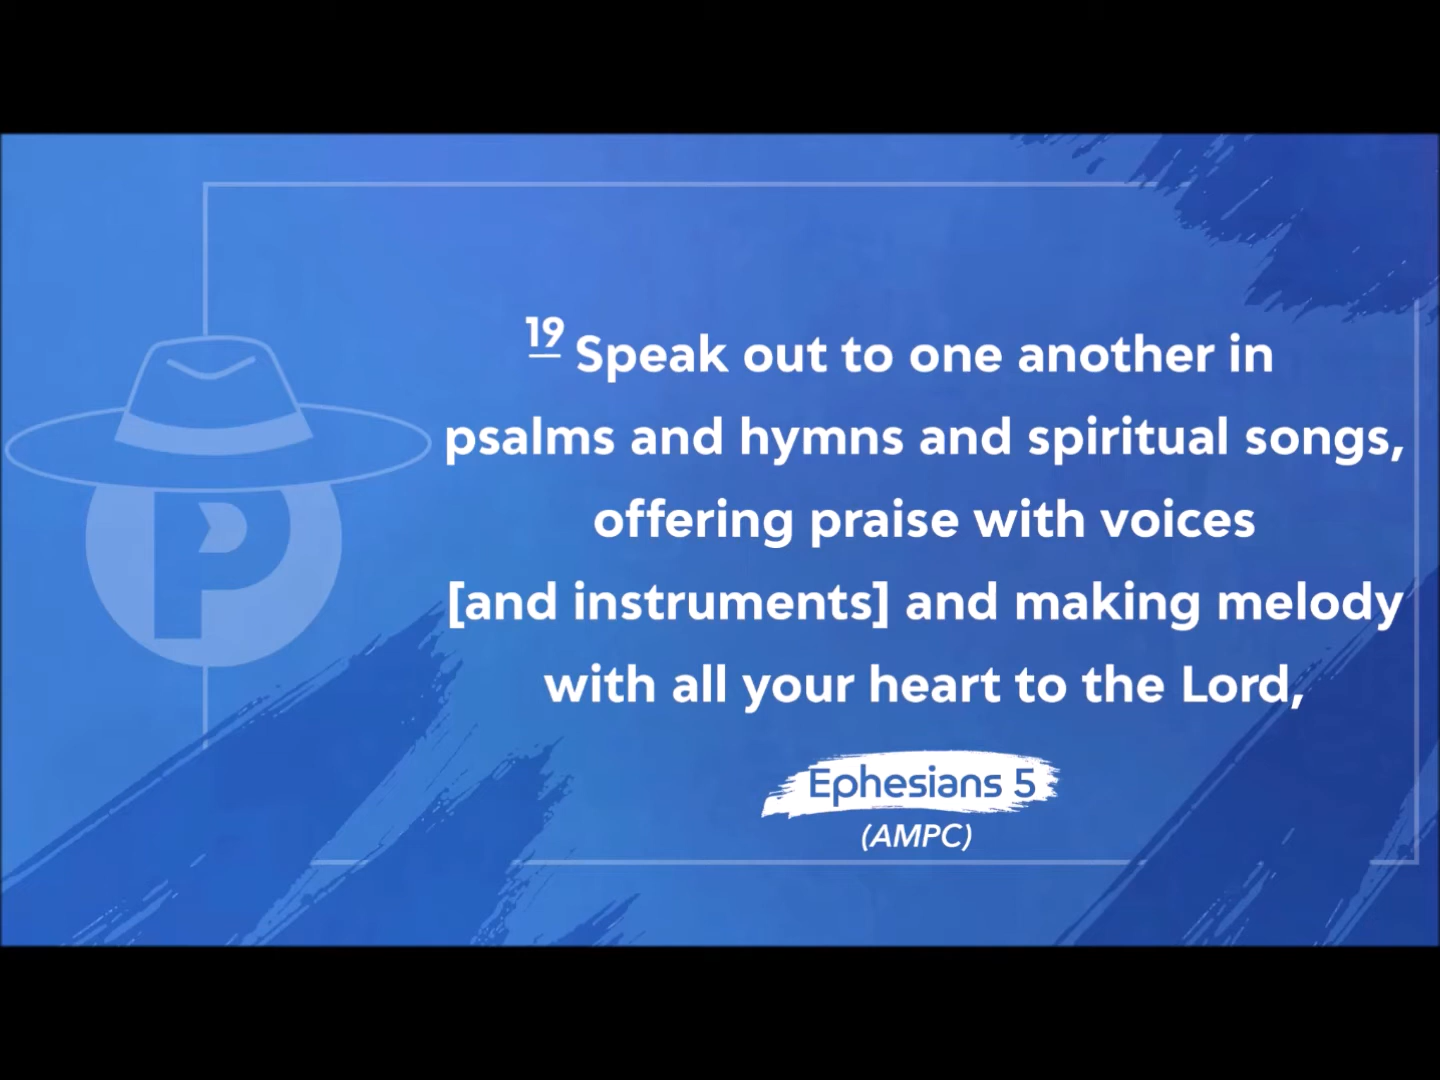 P
19 Speak out to one another in
psalms and hymns and spiritual songs,
offering praise with voices
[and instruments] and making melody
with all your heart to the Lord,
Ephesians 5
(AMPC)